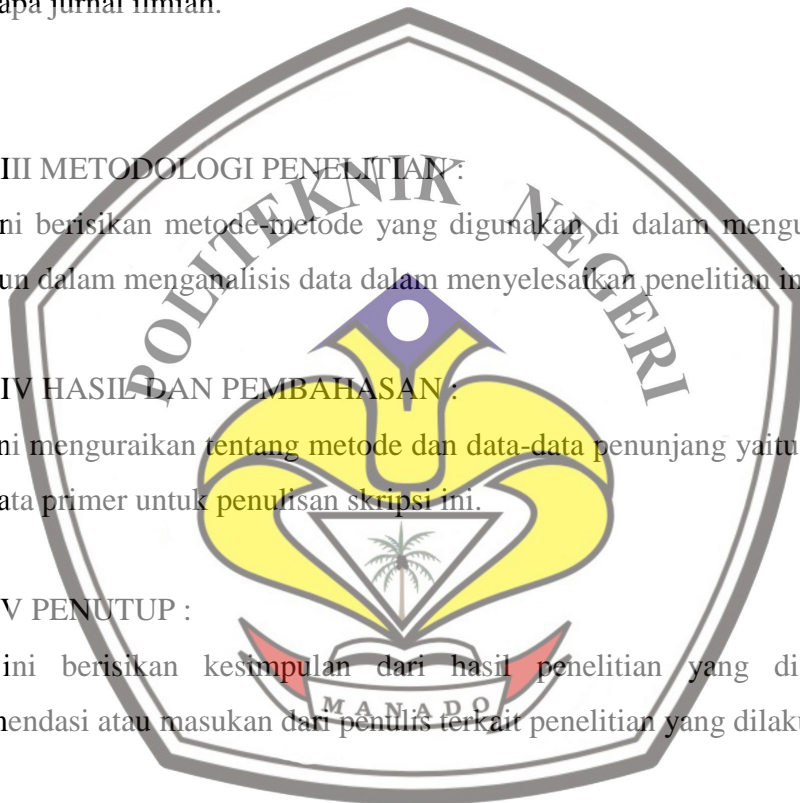 apa jurnal ilmiah.
III METODOLOGI PENELITIAN :
ni berisikan metode-metode yang digunakan di dalam mengu
un dalam menganalisis data dalam menyelesaikan penelitian in
IV HASIL DAN PEMBAHASAN :
ni menguraikan tentang metode dan data-data penunjang yaitu
ata primer untuk penulisan skripsi ini.
V PENUTUP :
ini berisikan kesimpulan dari hasil penelitian yang di
nendasi atau masukan dari penulis terkait penelitian yang dilak
POLITEKNIK NEGERI
MANADO